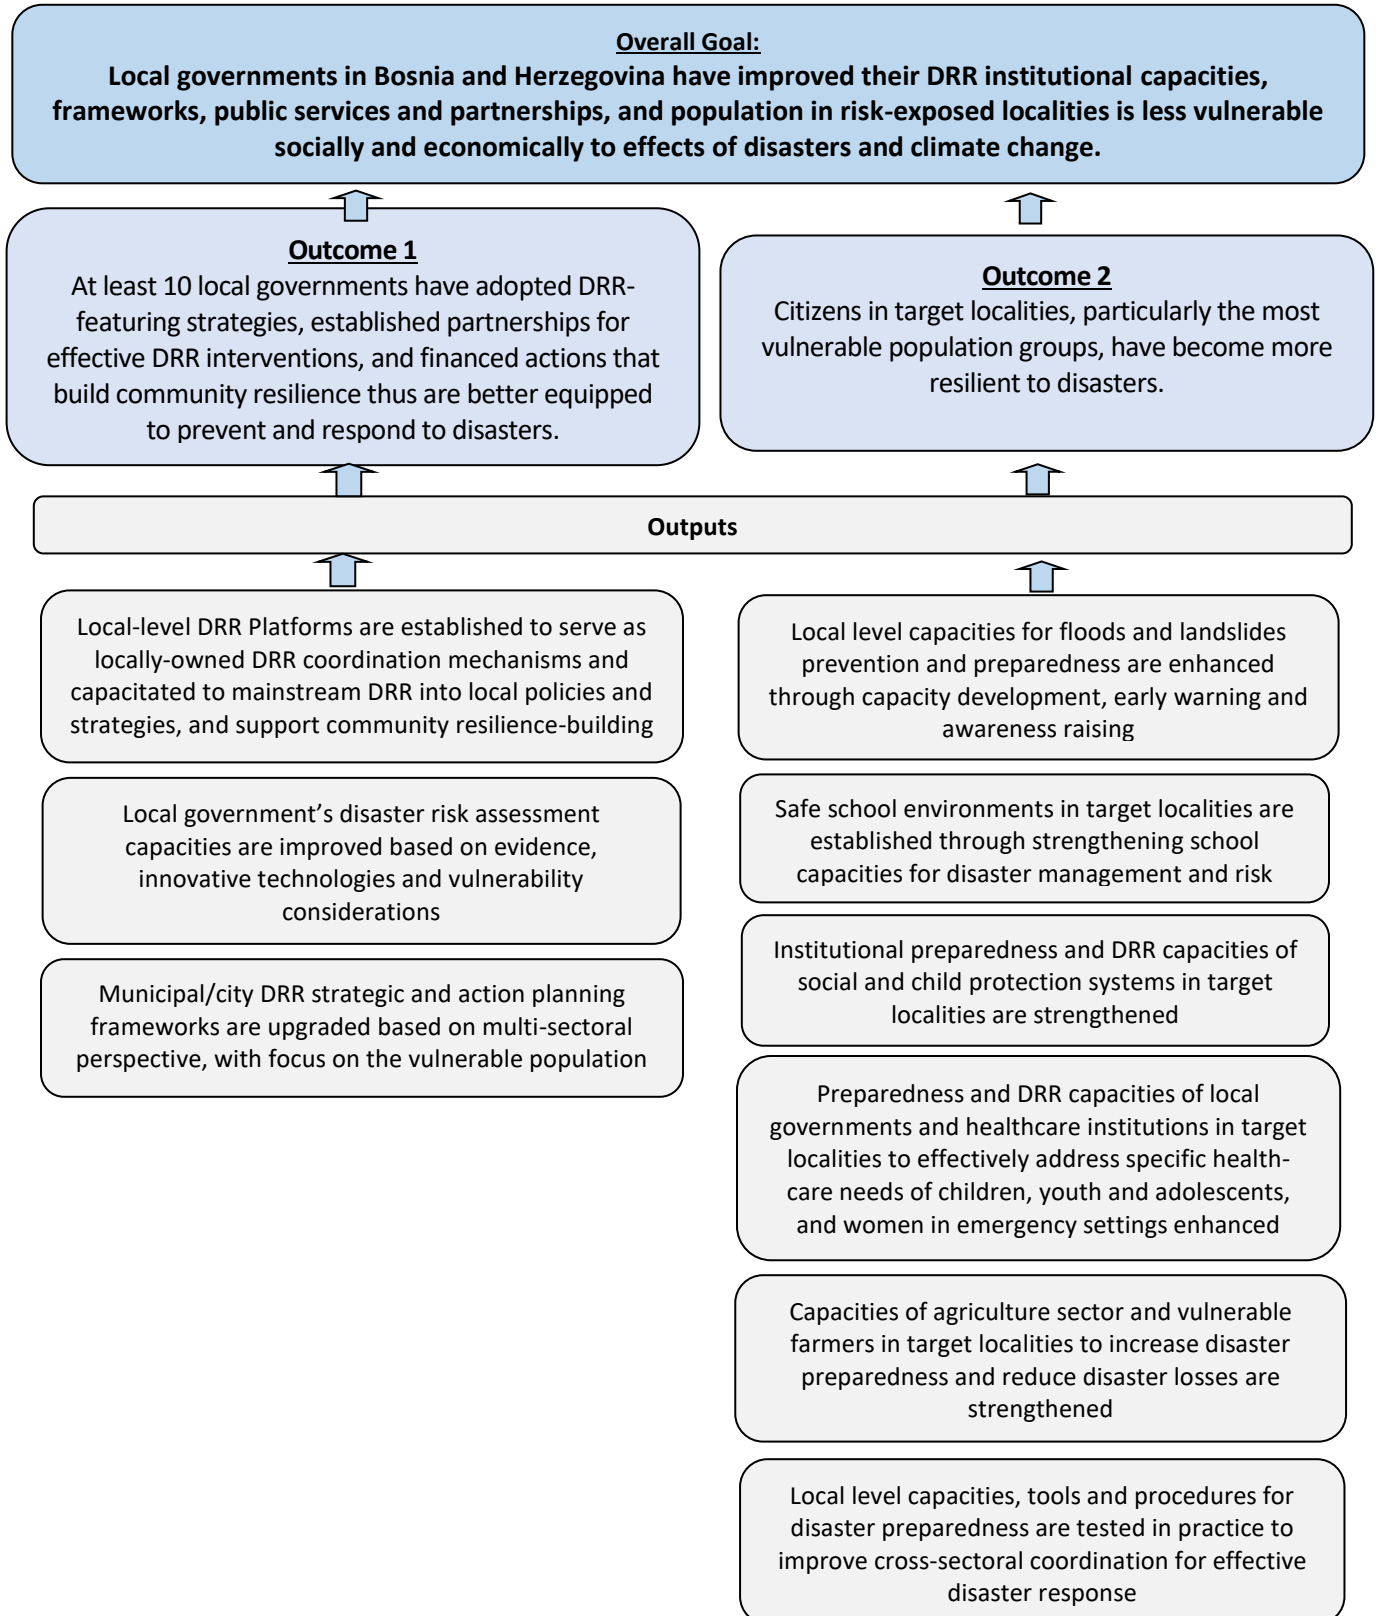 Overall Goal:
Local governments in Bosnia and Herzegovina have improved their DRR institutional capacities,
frameworks, public services and partnerships, and population in risk-exposed localities is less vulnerable
socially and economically to effects of disasters and climate change.
Outcome 1
At least 10 local governments have adopted DRR-
featuring strategies, established partnerships for
effective DRR interventions, and financed actions that
build community resilience thus are better equipped
to prevent and respond to disasters.
Outcome 2
Citizens in target localities, particularly the most
vulnerable population groups, have become more
resilient to disasters.
Outputs
Local-level DRR Platforms are established to serve as
locally-owned DRR coordination mechanisms and
capacitated to mainstream DRR into local policies and
strategies, and support community resilience-building
Local government’s disaster risk assessment
capacities are improved based on evidence,
innovative technologies and vulnerability
considerations
Municipal/city DRR strategic and action planning
frameworks are upgraded based on multi-sectoral
perspective, with focus on the vulnerable population
Local level capacities for floods and landslides
prevention and preparedness are enhanced
through capacity development, early warning and
awareness raising
Safe school environments in target localities are
established through strengthening school
capacities for disaster management and risk
Institutional preparedness and DRR capacities of
social and child protection systems in target
localities are strengthened
Preparedness and DRR capacities of local
governments and healthcare institutions in target
localities to effectively address specific health-
care needs of children, youth and adolescents,
and women in emergency settings enhanced
Capacities of agriculture sector and vulnerable
farmers in target localities to increase disaster
preparedness and reduce disaster losses are
strengthened
Local level capacities, tools and procedures for
disaster preparedness are tested in practice to
improve cross-sectoral coordination for effective
disaster response